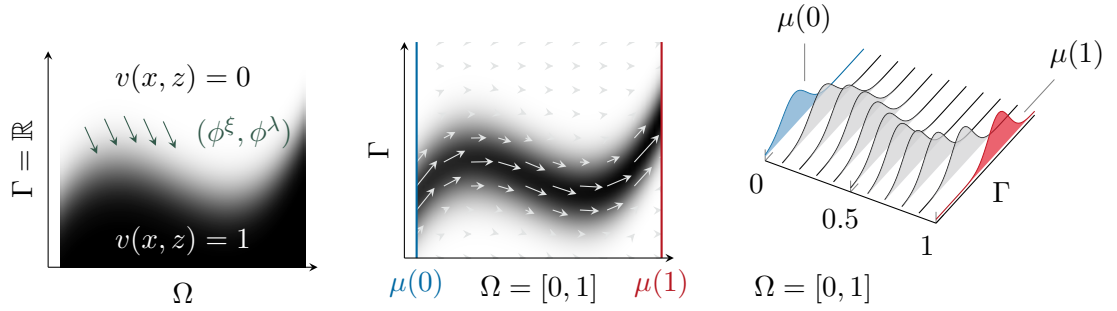 v(x, z) = 0
(ϕ^ξ, ϕ^λ)
v(x, z) = 1
Γ = ℝ
Ω
Γ
μ(0)
Ω = [0, 1]
μ(1)
μ(0)
μ(1)
0
0.5
1
Γ
Ω = [0, 1]